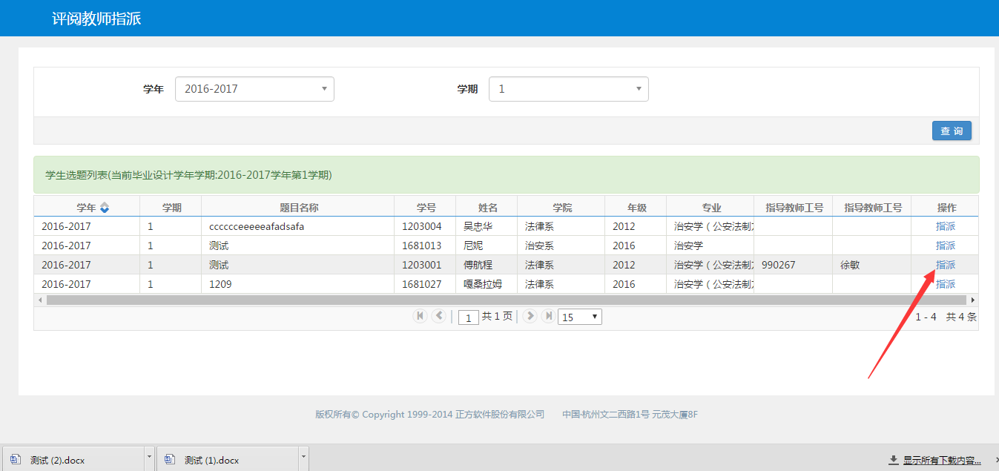 评阅教师指派
学年 2016-2017 学期 1
查 询
学生选题列表(当前毕业设计学年学期:2016-2017学年第1学期)
学年 学期 题目名称 学号 姓名 学院 年级 专业 指导教师工号 指导教师工号 操作
2016-2017 1 cccccceeeeeafadsafa 1203004 吴忠华 法律系 2012 治安学（公安法制方 指派
2016-2017 1 测试 1681013 尼妮 治安系 2016 治安学 指派
2016-2017 1 测试 1203001 傅航程 法律系 2012 治安学（公安法制方 990267 徐敏 指派
2016-2017 1 1209 1681027 嘎桑拉姆 法律系 2016 治安学（公安法制方 指派
1 共 1 页 15 1 - 4 共 4 条
版权所有© Copyright 1999-2014 正方软件股份有限公司 中国·杭州文二西路1号 元茂大厦8F
测试 (2).docx 测试 (1).docx 显示所有下载内容...